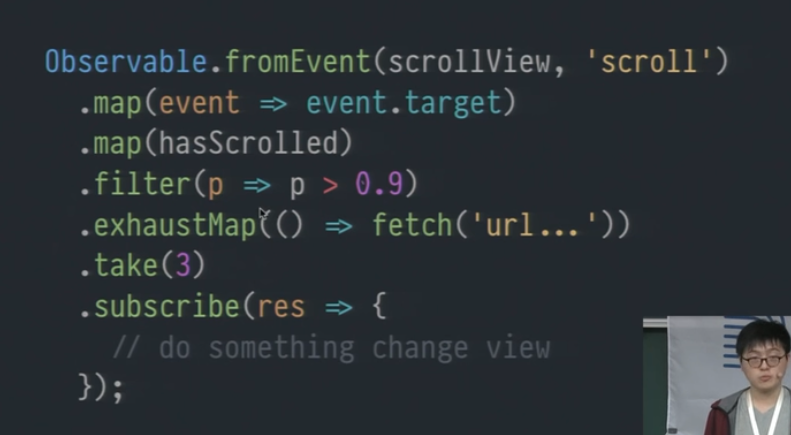 Observable.fromEvent(scrollView, 'scroll')
.map(event => event.target)
.map(hasScrolled)
.filter(p => p > 0.9)
.exhaustMap(() => fetch('url...'))
.take(3)
.subscribe(res => {
// do something change view
});